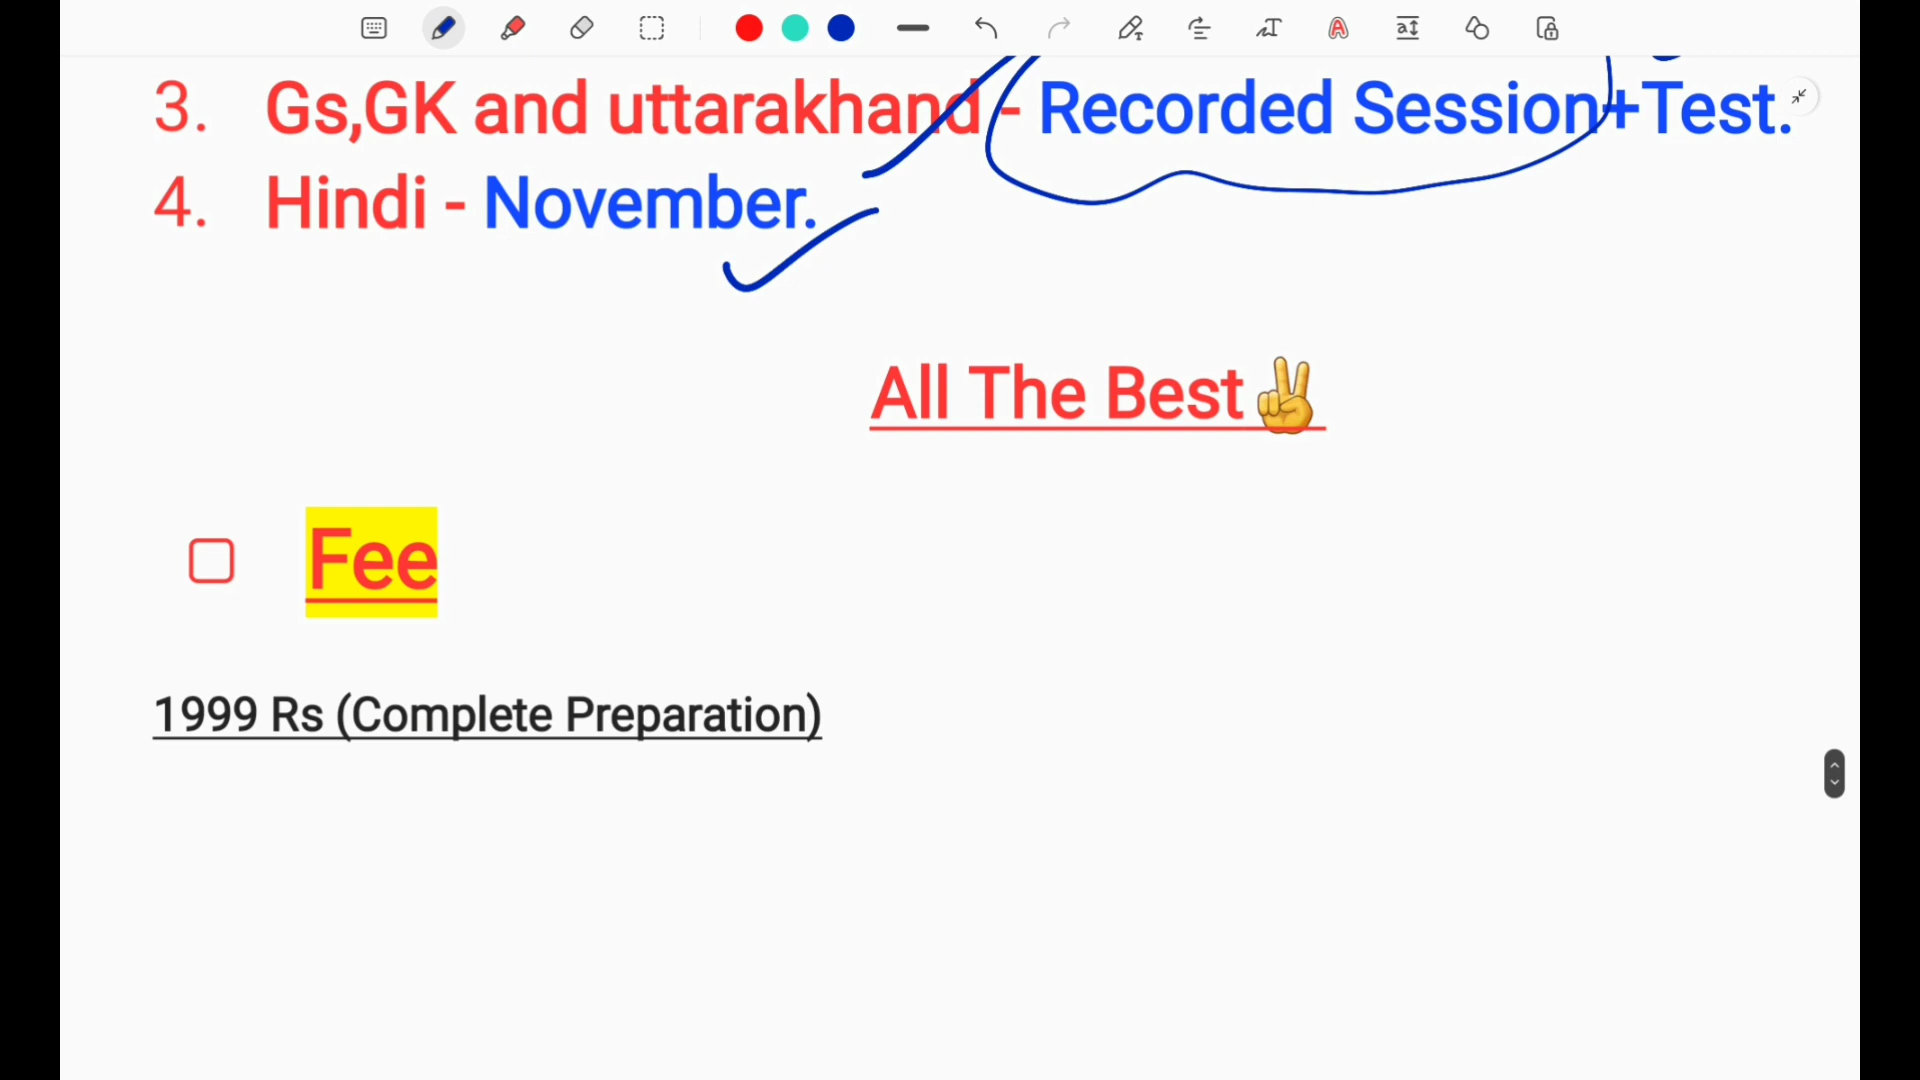 3. Gs,GK and uttarakhand - Recorded Session+Test.
4. Hindi - November.
All The Best✌️
Fee
1999 Rs (Complete Preparation)